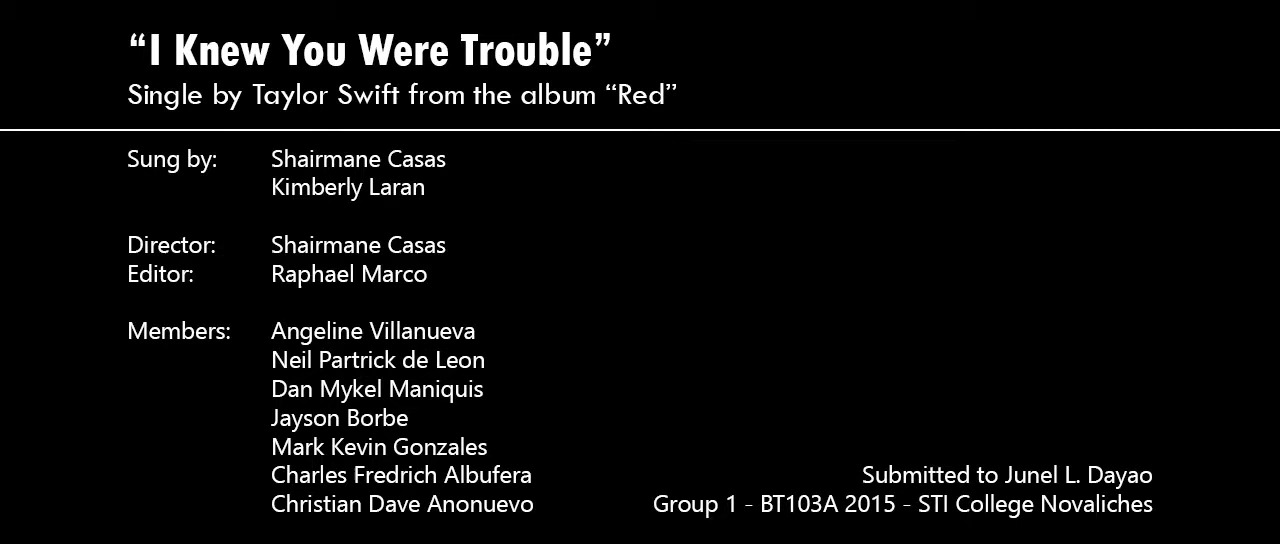 “I Knew You Were Trouble”
Single by Taylor Swift from the album “Red”
Sung by: Shairmane Casas
Kimberly Laran
Director: Shairmane Casas
Editor: Raphael Marco
Members: Angeline Villanueva
Neil Partrick de Leon
Dan Mykel Maniquis
Jayson Borbe
Mark Kevin Gonzales
Charles Fredrich Albufera
Christian Dave Anonuevo
Submitted to Junel L. Dayao
Group 1 - BT103A 2015 - STI College Novaliches